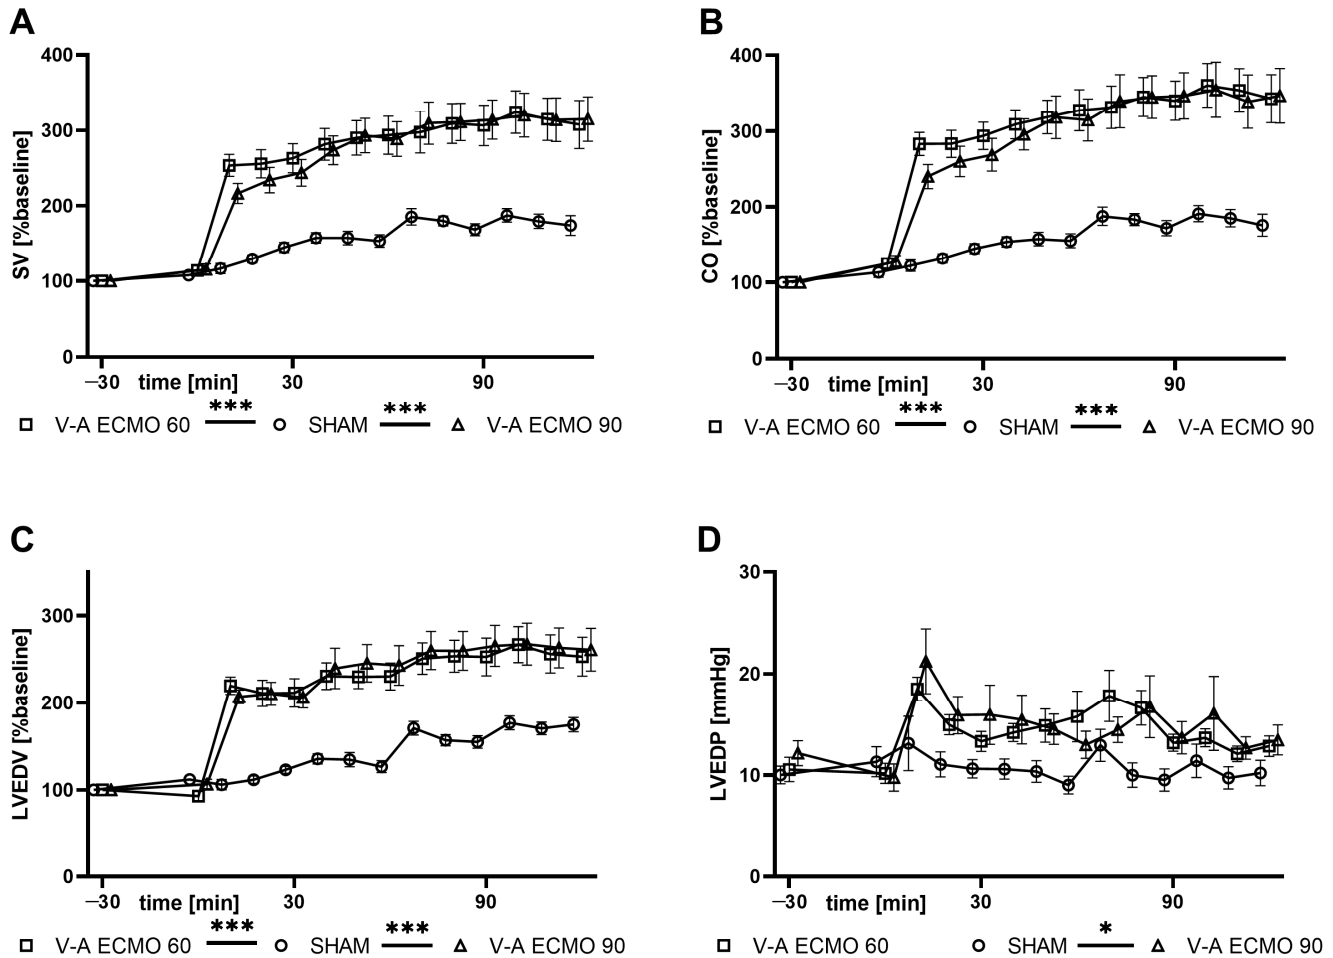 A
SV [%baseline]
400
300
200
100
0
–30 time [min] 30 90
V-A ECMO 60 *** SHAM *** V-A ECMO 90
B
CO [%baseline]
400
300
200
100
0
–30 time [min] 30 90
V-A ECMO 60 *** SHAM *** V-A ECMO 90
C
LVEDV [%baseline]
300
200
100
0
–30 time [min] 30 90
V-A ECMO 60 *** SHAM *** V-A ECMO 90
D
LVEDP [mmHg]
30
20
10
0
–30 time [min] 30 90
V-A ECMO 60 SHAM * V-A ECMO 90